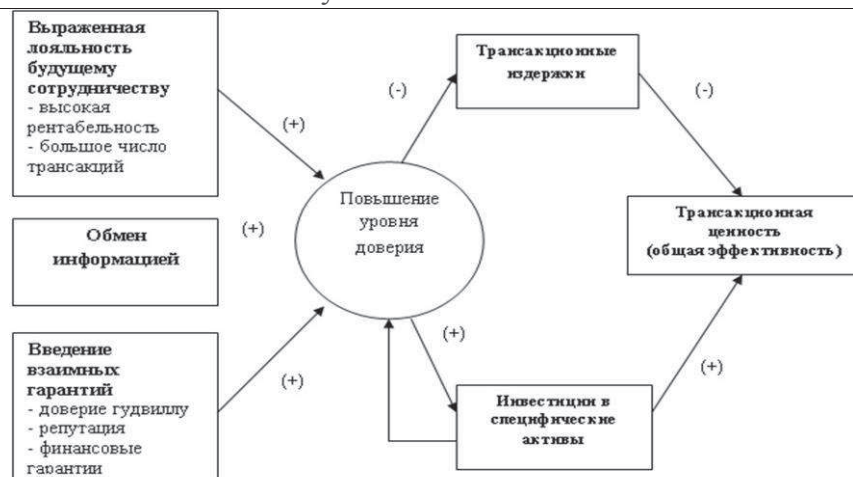 Выраженная
лояльность
будущему
сотрудничеству
- высокая
рентабельность
- большое число
трансакций
(+)
(-)
Трансакционные
издержки
(-)
Обмен
информацией
(+)
Повышение
уровня
доверия
Трансакционная
ценность
(общая эффективность)
Введение
взаимных
гарантий
- доверие гудвиллу
- репутация
- финансовые
гарантии
(+)
(+)
Инвестиции в
специфические
активы
(+)